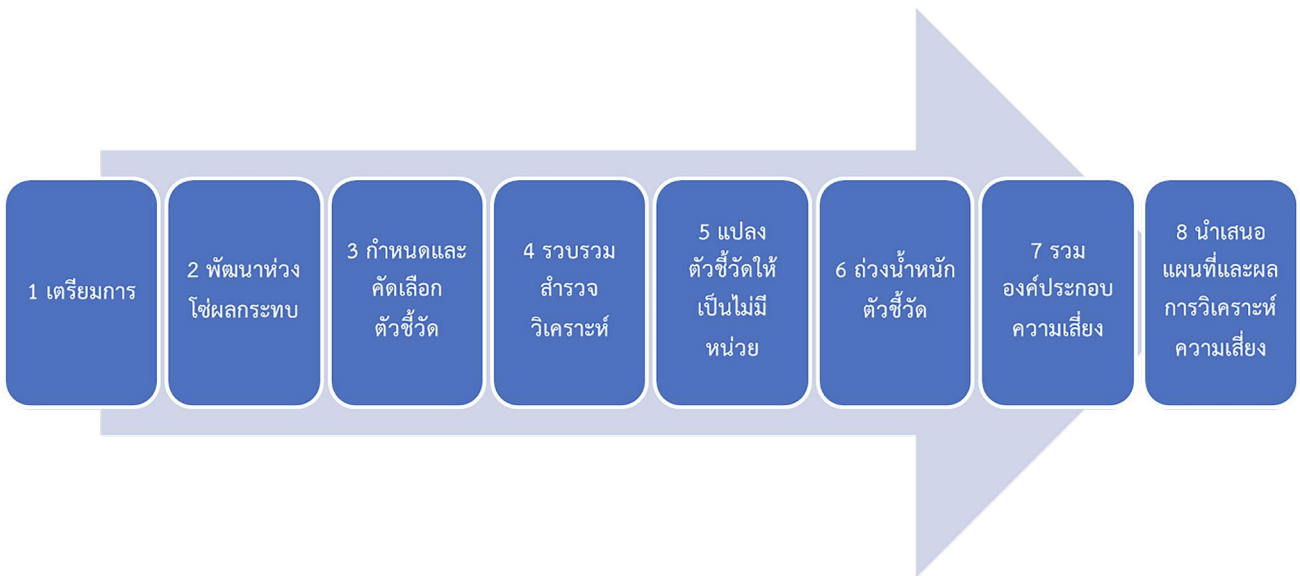 1 เตรียมการ
2 พัฒนาห่วง
โซ่ผลกระทบ
3 กำหนดและ
คัดเลือก
ตัวชี้วัด
4 รวบรวม
สำรวจ
วิเคราะห์
5 แปลง
ตัวชี้วัดให้
เป็นไม่มี
หน่วย
6 ถ่วงน้ำหนัก
ตัวชี้วัด
7 รวม
องค์ประกอบ
ความเสี่ยง
8 นำเสนอ
แผนที่และผล
การวิเคราะห์
ความเสี่ยง